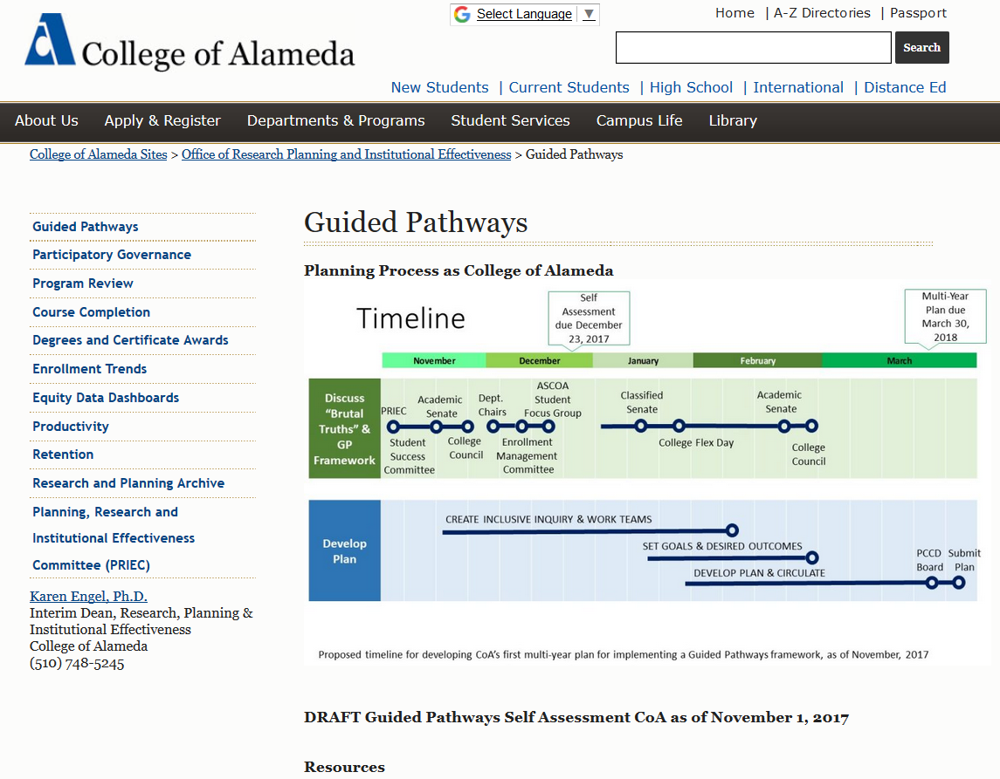 Select Language ▼
Home | A-Z Directories | Passport
College of Alameda
Search
New Students | Current Students | High School | International | Distance Ed
About Us Apply & Register Departments & Programs Student Services Campus Life Library
College of Alameda Sites > Office of Research Planning and Institutional Effectiveness > Guided Pathways
Guided Pathways
Participatory Governance
Program Review
Course Completion
Degrees and Certificate Awards
Enrollment Trends
Equity Data Dashboards
Productivity
Retention
Research and Planning Archive
Planning, Research and
Institutional Effectiveness
Committee (PRIEC)
Karen Engel, Ph.D.
Interim Dean, Research, Planning &
Institutional Effectiveness
College of Alameda
(510) 748-5245
Guided Pathways
Planning Process as College of Alameda
Timeline
Self
Assessment
due December
23, 2017
Multi-Year
Plan due
March 30,
2018
November December January February March
Discuss
“Brutal
Truths” &
GP
Framework
PRIEC
Student
Success
Committee
Academic
Senate
College
Council
Dept.
Chairs
Enrollment
Management
Committee
ASCOA
Student
Focus Group
Classified
Senate
College Flex Day
Academic
Senate
College
Council
Develop
Plan
CREATE INCLUSIVE INQUIRY & WORK TEAMS
SET GOALS & DESIRED OUTCOMES
DEVELOP PLAN & CIRCULATE
PCCD
Board
Submit
Plan
Proposed timeline for developing CoA’s first multi-year plan for implementing a Guided Pathways framework, as of November, 2017
DRAFT Guided Pathways Self Assessment CoA as of November 1, 2017
Resources